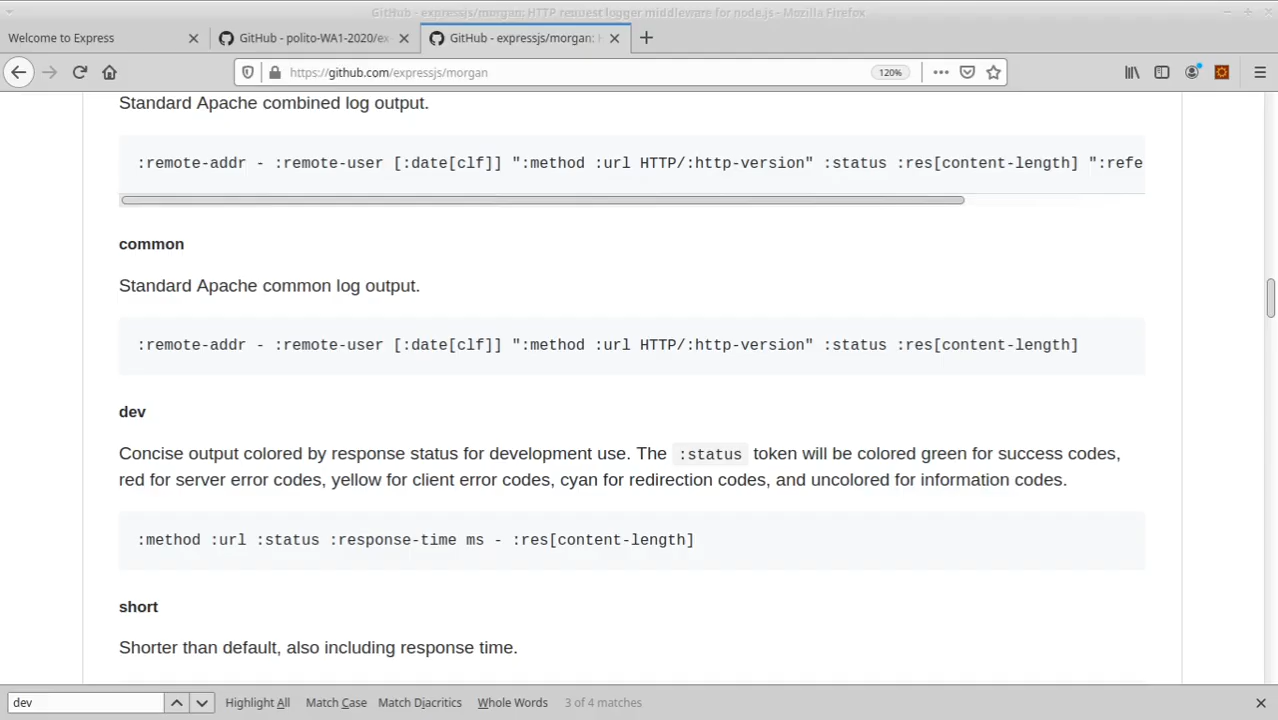 GitHub - expressjs/morgan: HTTP request logger middleware for node.js - Mozilla Firefox
Welcome to Express
GitHub - polito-WA1-2020/ex
GitHub - expressjs/morgan: H
https://github.com/expressjs/morgan
120%
Standard Apache combined log output.
:remote-addr - :remote-user [:date[clf]] ":method :url HTTP/:http-version" :status :res[content-length] ":refe
common
Standard Apache common log output.
:remote-addr - :remote-user [:date[clf]] ":method :url HTTP/:http-version" :status :res[content-length]
dev
Concise output colored by response status for development use. The :status token will be colored green for success codes,
red for server error codes, yellow for client error codes, cyan for redirection codes, and uncolored for information codes.
:method :url :status :response-time ms - :res[content-length]
short
Shorter than default, also including response time.
dev
Highlight All
Match Case
Match Diacritics
Whole Words
3 of 4 matches